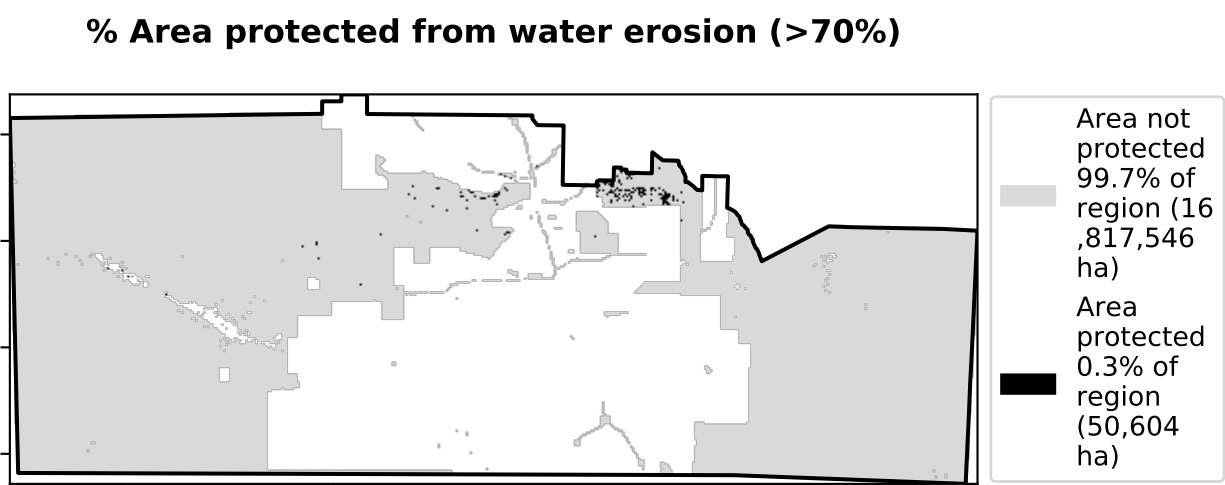 % Area protected from water erosion (>70%)
Area not
protected
99.7% of
region (16
,817,546
ha)
Area
protected
0.3% of
region
(50,604
ha)